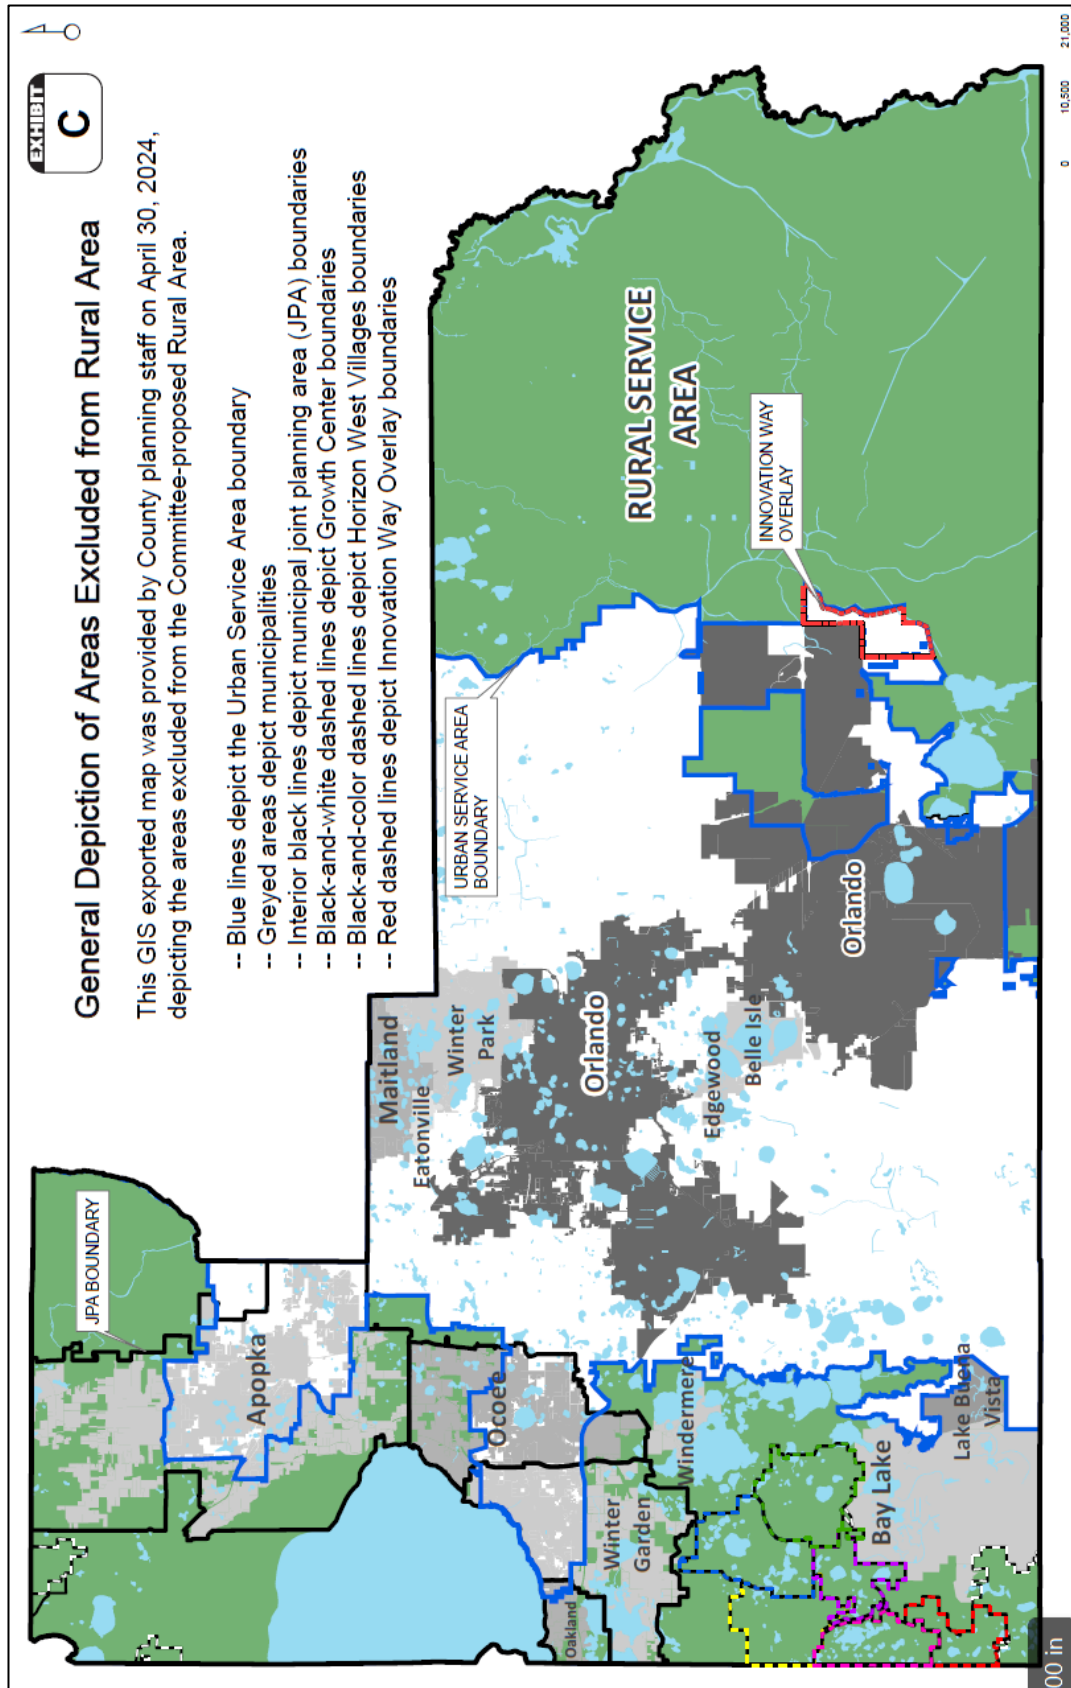 EXHIBIT
C
General Depiction of Areas Excluded from Rural Area
This GIS exported map was provided by County planning staff on April 30, 2024,
depicting the areas excluded from the Committee-proposed Rural Area.
-- Blue lines depict the Urban Service Area boundary
-- Greyed areas depict municipalities
-- Interior black lines depict municipal joint planning area (JPA) boundaries
-- Black-and-white dashed lines depict Growth Center boundaries
-- Black-and-color dashed lines depict Horizon West Villages boundaries
-- Red dashed lines depict Innovation Way Overlay boundaries
JPA BOUNDARY
Apopka
Maitland
Eatonville
Winter
Park
URBAN SERVICE AREA
BOUNDARY
Ocoee
Orlando
Oakland
Winter
Garden
Windermere
Edgewood
Belle Isle
RURAL SERVICE
AREA
INNOVATION WAY
OVERLAY
Orlando
Bay Lake
Lake Buena
Vista
0 10,500 21,000
00 in